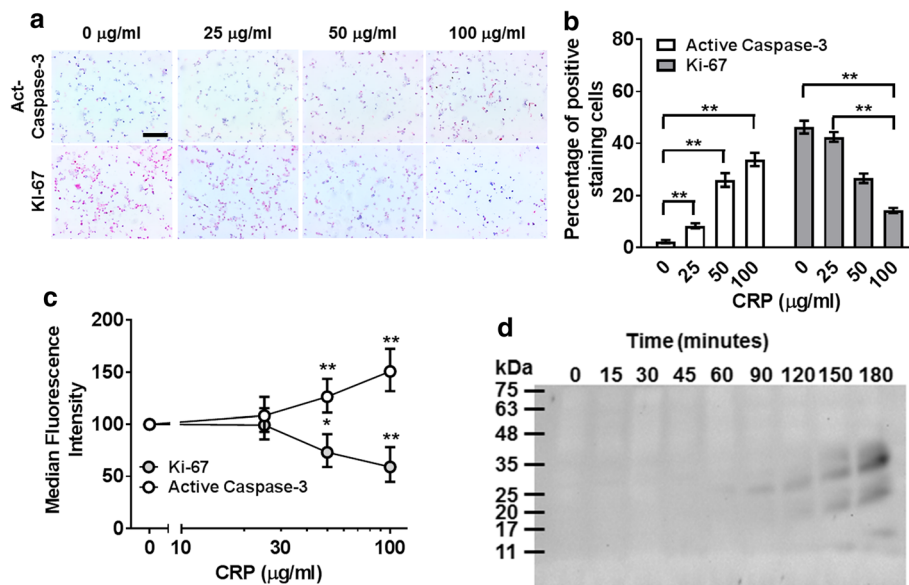 a
0 μg/ml 25 μg/ml 50 μg/ml 100 μg/ml
Act-
Caspase-3
Ki-67
b
Percentage of positive
staining cells
80
60
40
20
0
Active Caspase-3
Ki-67
** ** ** ** **
0 25 50 100 0 25 50 100
CRP (μg/ml)
c
Median Fluorescence
Intensity
200
150
100
50
0
** **
* **
Ki-67
Active Caspase-3
0 10 30 100
CRP (μg/ml)
d
Time (minutes)
kDa 0 15 30 45 60 90 120 150 180
75
63
48
35
25
20
17
11